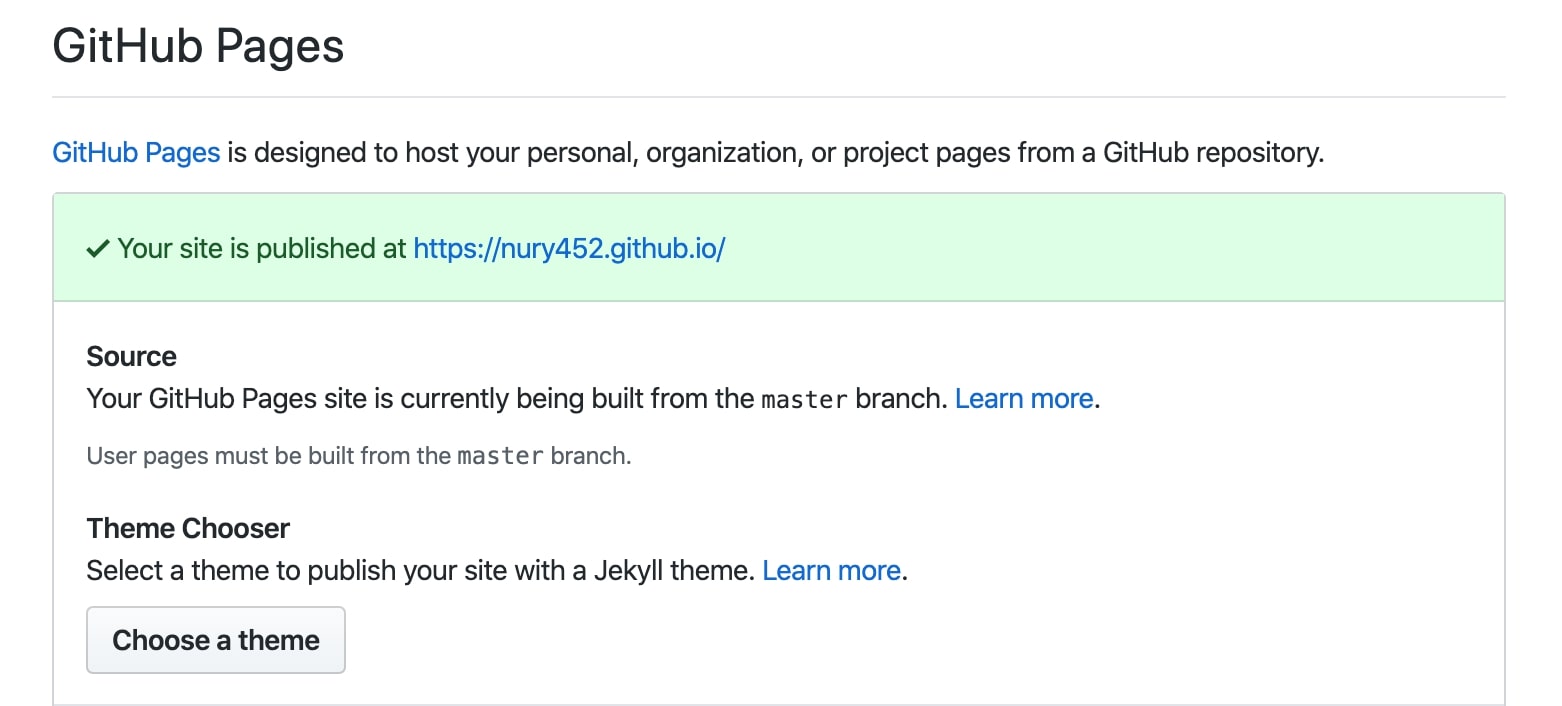 GitHub Pages
GitHub Pages is designed to host your personal, organization, or project pages from a GitHub repository.
Your site is published at https://nury452.github.io/
Source
Your GitHub Pages site is currently being built from the master branch. Learn more.
User pages must be built from the master branch.
Theme Chooser
Select a theme to publish your site with a Jekyll theme. Learn more.
Choose a theme